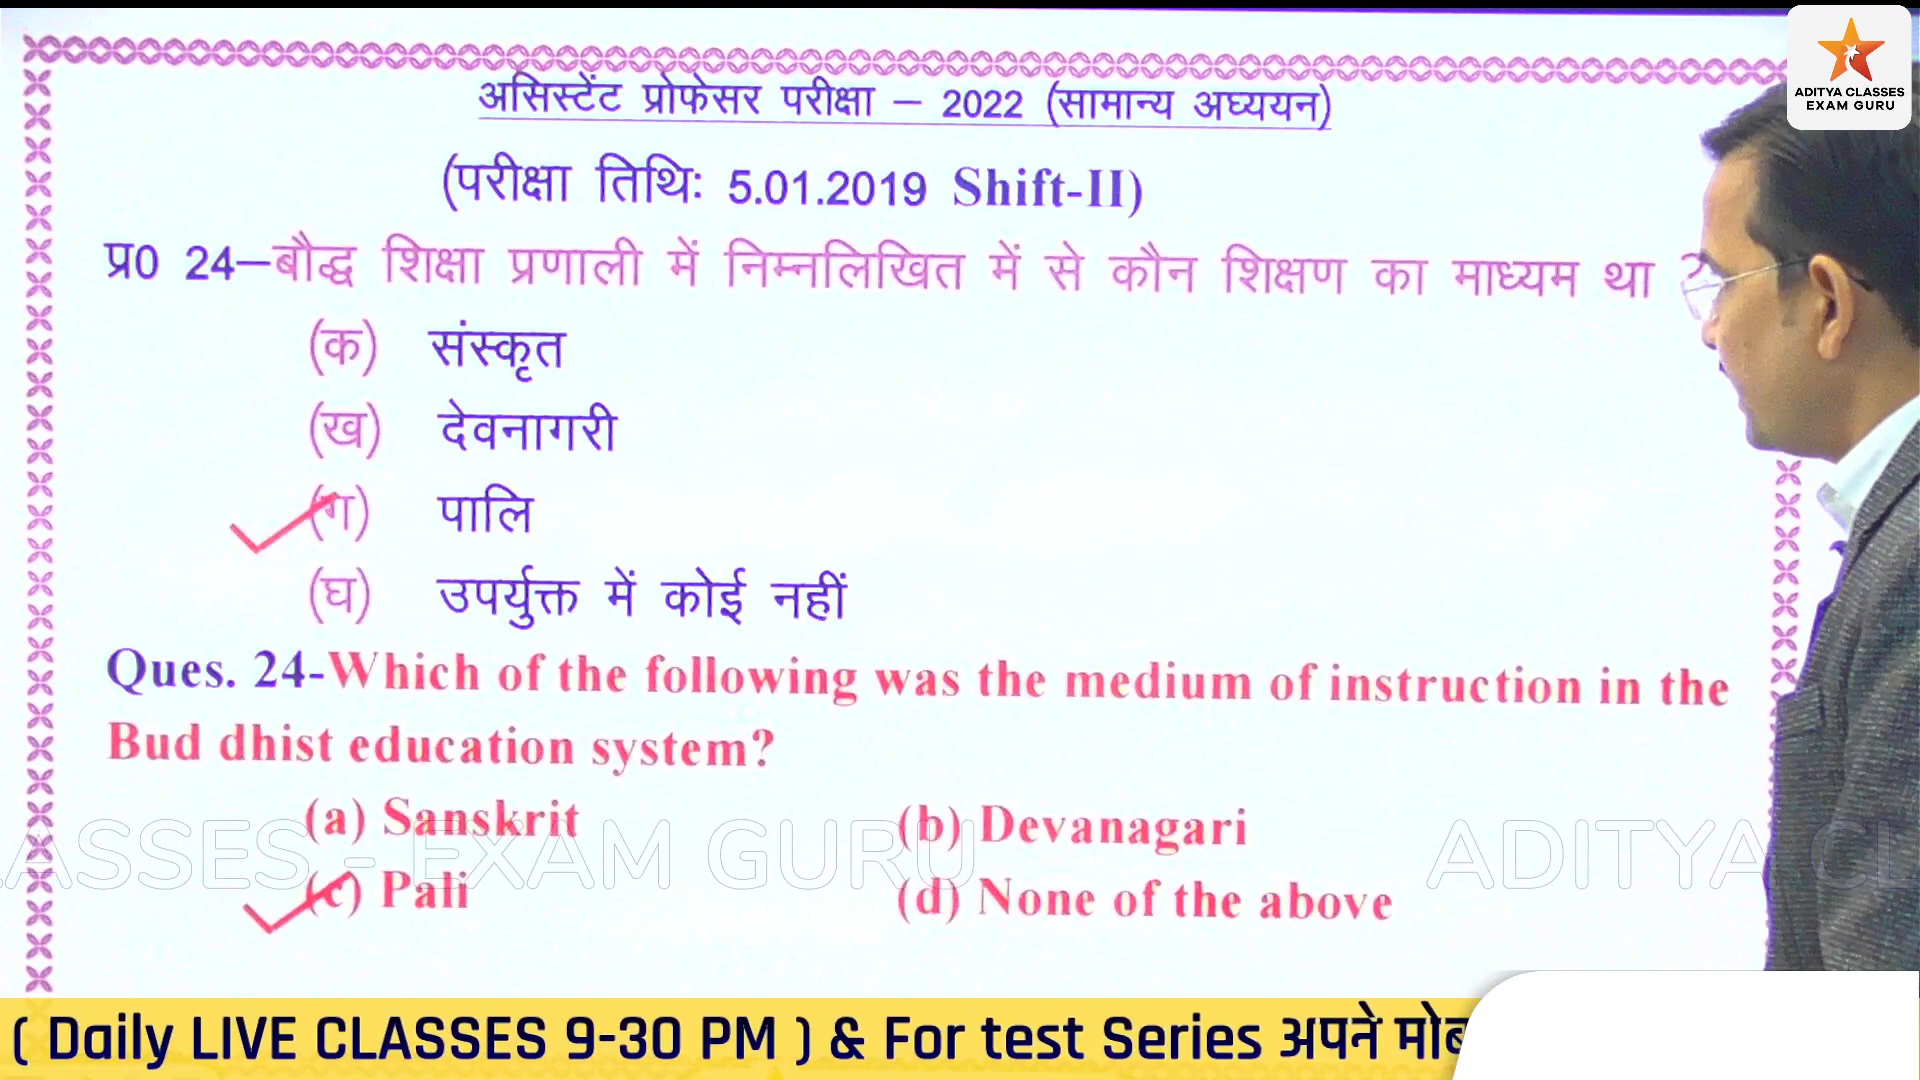 ADITYA CLASSES
EXAM GURU
असिस्टेंट प्रोफेसर परीक्षा – 2022 (सामान्य अघ्ययन)
(परीक्षा तिथिः 5.01.2019 Shift-II)
प्र0 24–बौद्ध शिक्षा प्रणाली में निम्नलिखित में से कौन शिक्षण का माध्यम था ?
(क) संस्कृत
(ख) देवनागरी
(ग) पालि
(घ) उपर्युक्त में कोई नहीं
Ques. 24-Which of the following was the medium of instruction in the
Bud dhist education system?
(a) Sanskrit (b) Devanagari
LASSES - EXAM GURU ADITYA CL
(c) Pali (d) None of the above
( Daily LIVE CLASSES 9-30 PM ) & For test Series अपने